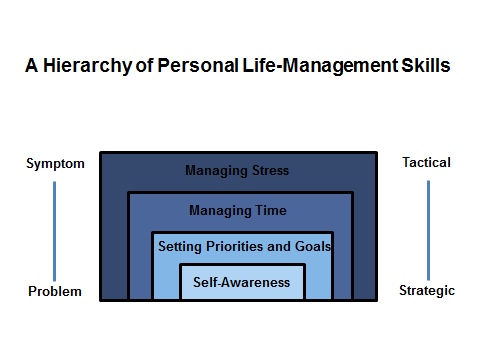 A Hierarchy of Personal Life-Management Skills
Symptom
Tactical
Managing Stress
Managing Time
Setting Priorities and Goals
Self-Awareness
Problem
Strategic